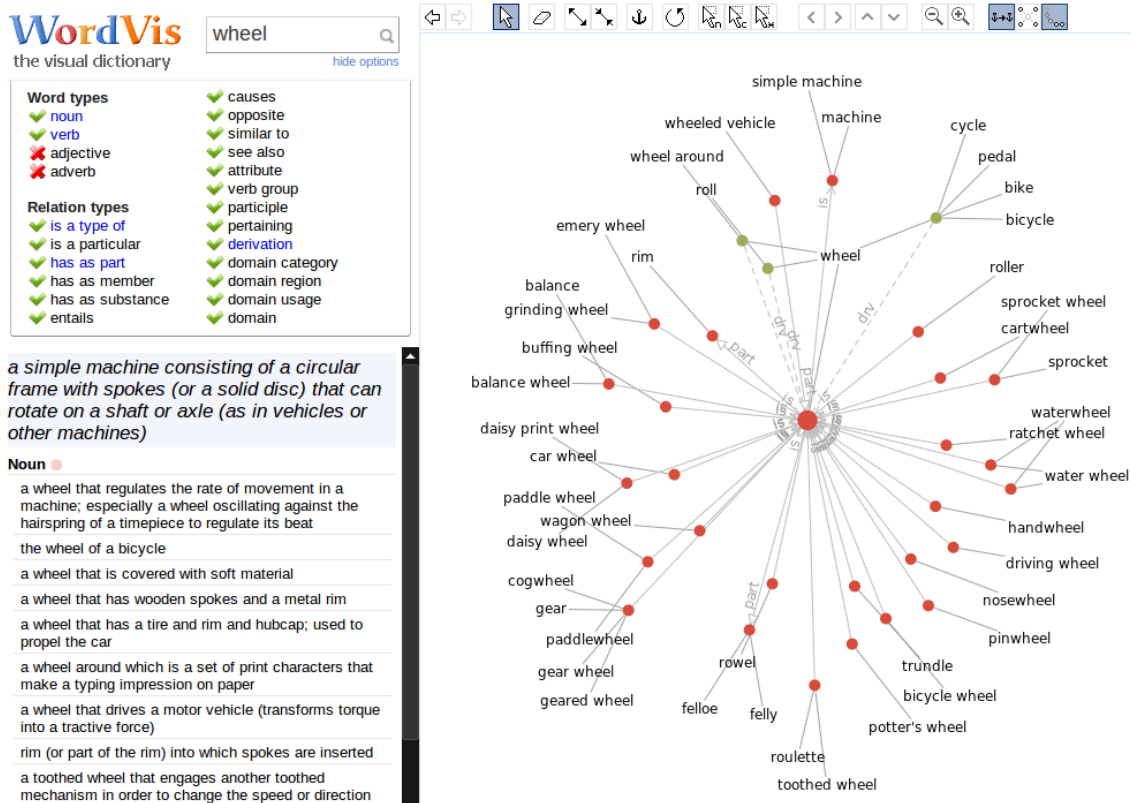 WordVis
the visual dictionary
wheel
hide options
Word types
noun
verb
adjective
adverb
Relation types
is a type of
is a particular
has as part
has as member
has as substance
entails
causes
opposite
similar to
see also
attribute
verb group
participle
pertaining
derivation
domain category
domain region
domain usage
domain
a simple machine consisting of a circular
frame with spokes (or a solid disc) that can
rotate on a shaft or axle (as in vehicles or
other machines)
Noun
a wheel that regulates the rate of movement in a
machine; especially a wheel oscillating against the
hairspring of a timepiece to regulate its beat
the wheel of a bicycle
a wheel that is covered with soft material
a wheel that has wooden spokes and a metal rim
a wheel that has a tire and rim and hubcap; used to
propel the car
a wheel around which is a set of print characters that
make a typing impression on paper
a wheel that drives a motor vehicle (transforms torque
into a tractive force)
rim (or part of the rim) into which spokes are inserted
a toothed wheel that engages another toothed
mechanism in order to change the speed or direction
simple machine
machine
wheeled vehicle
cycle
wheel around
pedal
roll
bike
bicycle
emery wheel
rim
wheel
roller
balance
grinding wheel
sprocket wheel
cartwheel
buffing wheel
sprocket
balance wheel
daisy print wheel
waterwheel
ratchet wheel
car wheel
water wheel
paddle wheel
wagon wheel
handwheel
daisy wheel
driving wheel
cogwheel
nosewheel
gear
pinwheel
paddlewheel
rowel
trundle
gear wheel
bicycle wheel
geared wheel
felloe
felly
potter's wheel
roulette
toothed wheel
is
drv
drv
drv
part
part
is
part